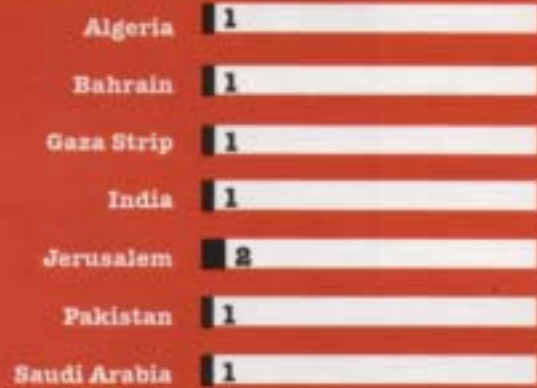 Algeria 1
Bahrain 1
Gaza Strip 1
India 1
Jerusalem 2
Pakistan 1
Saudi Arabia 1